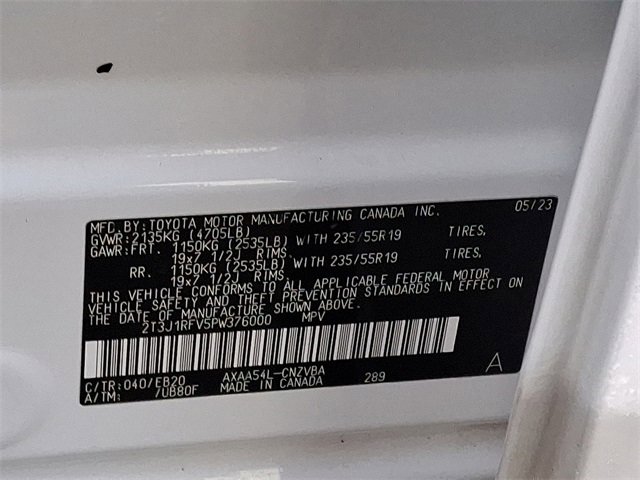 MFD.BY:TOYOTA MOTOR MANUFACTURING CANADA INC. 05/23
GVWR:2135KG (4705LB)
GAWR:FRT. 1150KG (2535LB) WITH 235/55R19 TIRES,
19x7 1/2J RIMS
RR. 1150KG (2535LB) WITH 235/55R19 TIRES,
19x7 1/2J RIMS
THIS VEHICLE CONFORMS TO ALL APPLICABLE FEDERAL MOTOR
VEHICLE SAFETY AND THEFT PREVENTION STANDARDS IN EFFECT ON
THE DATE OF MANUFACTURE SHOWN ABOVE.
2T3J1RFV5PW376000 MPV
C/TR:040/EB20 AXAA54L-CNZVBA 289 A
A/TM: /UB80F MADE IN CANADA